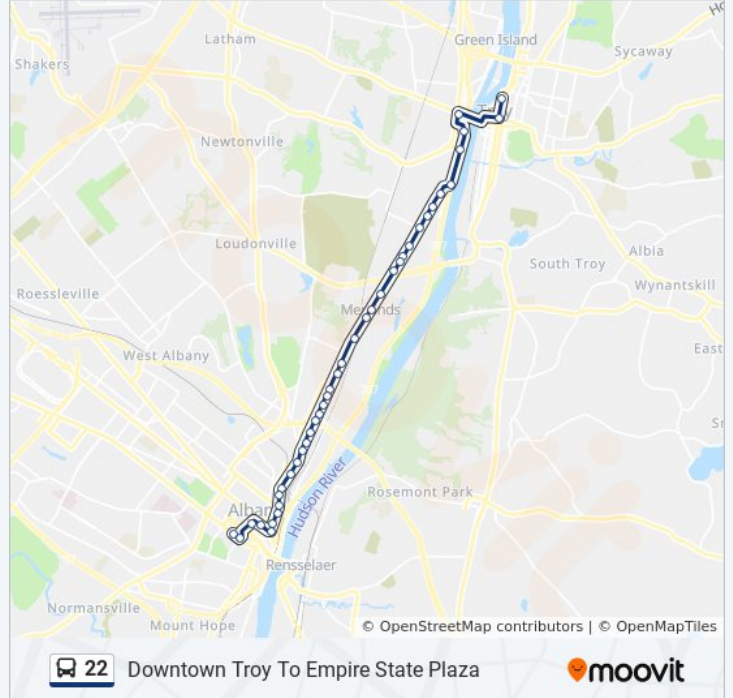 Green Island
Latham
Sycaway
Shakers
Newtonville
Loudonville
Albia
South Troy
Roessleville
Wynantskill
West Albany
East
Hudson River
Rosemont Park
Rensselaer
Normansville
Mount Hope
© OpenStreetMap contributors | © OpenMapTiles
22 Downtown Troy To Empire State Plaza
moovit